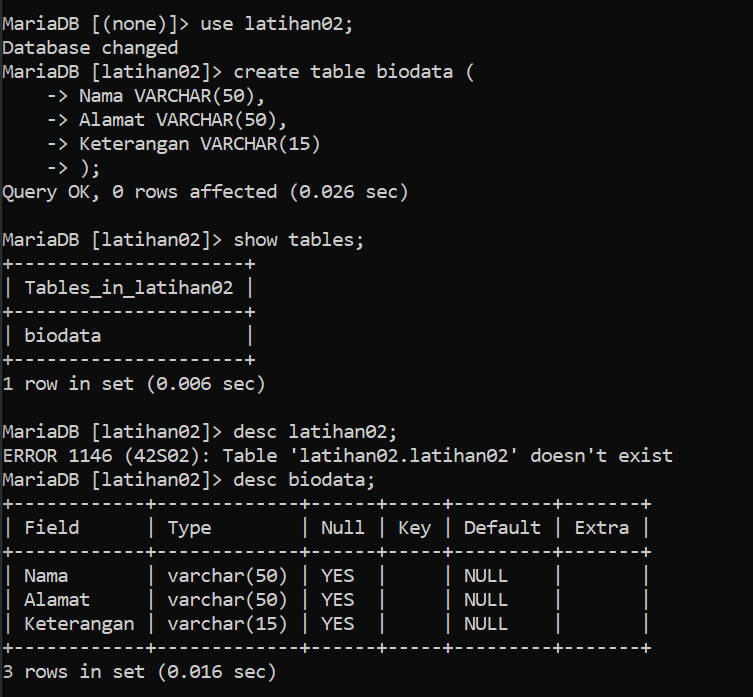 MariaDB [(none)]> use latihan02;
Database changed
MariaDB [latihan02]> create table biodata (
    -> Nama VARCHAR(50),
    -> Alamat VARCHAR(50),
    -> Keterangan VARCHAR(15)
    -> );
Query OK, 0 rows affected (0.026 sec)

MariaDB [latihan02]> show tables;
+---------------------+
| Tables_in_latihan02 |
+---------------------+
| biodata             |
+---------------------+
1 row in set (0.006 sec)

MariaDB [latihan02]> desc latihan02;
ERROR 1146 (42S02): Table 'latihan02.latihan02' doesn't exist
MariaDB [latihan02]> desc biodata;
+------------+-------------+------+-----+---------+-------+
| Field      | Type        | Null | Key | Default | Extra |
+------------+-------------+------+-----+---------+-------+
| Nama       | varchar(50) | YES  |     | NULL    |       |
| Alamat     | varchar(50) | YES  |     | NULL    |       |
| Keterangan | varchar(15) | YES  |     | NULL    |       |
+------------+-------------+------+-----+---------+-------+
3 rows in set (0.016 sec)